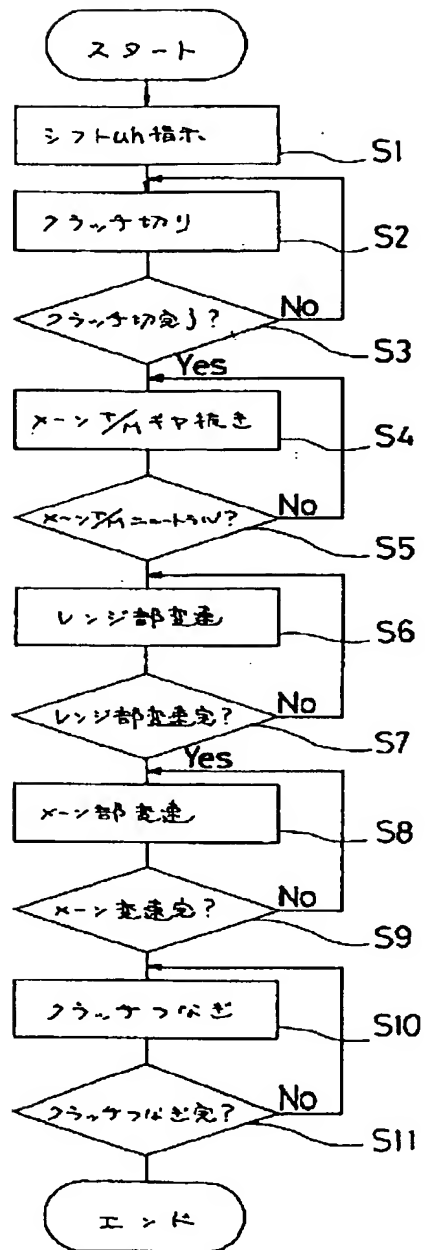 スタート
シフトup指示
S1
クラッチ切り
S2
クラッチ切完了?
No
S3
Yes
メーンT/Mギヤ抜き
S4
メーンT/Mニュートラル?
No
S5
レンジ部変速
S6
レンジ部変速完?
No
S7
Yes
メーン部変速
S8
メーン変速完?
No
S9
クラッチつなぎ
S10
クラッチつなぎ完?
No
S11
エンド